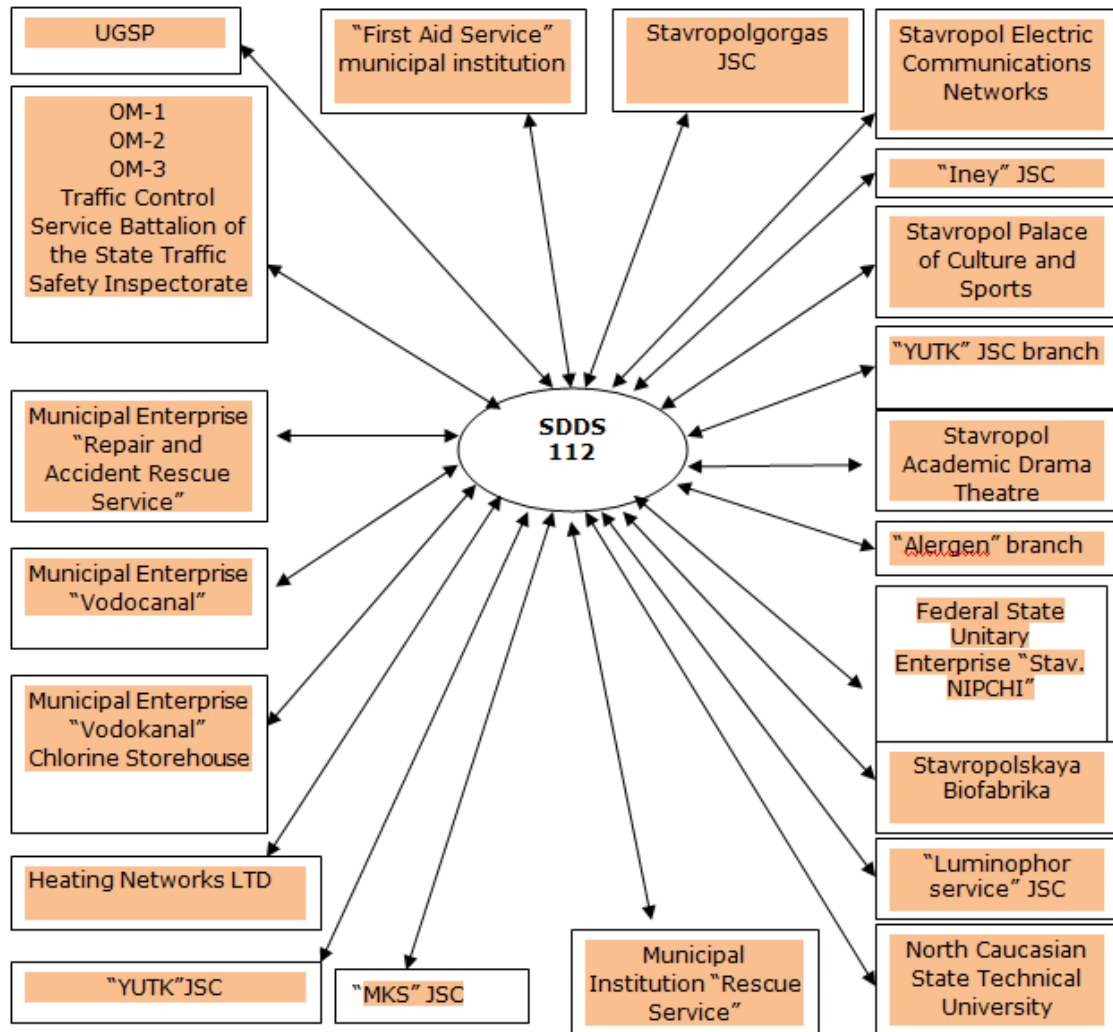 UGSP
“First Aid Service”
municipal institution
Stavropolgorgas
JSC
Stavropol Electric
Communications
Networks
OM-1
OM-2
OM-3
Traffic Control
Service Battalion of
the State Traffic
Safety Inspectorate
“Iney” JSC
Stavropol Palace
of Culture and
Sports
“YUTK” JSC branch
SDDS
112
Municipal Enterprise
“Repair and
Accident Rescue
Service”
Stavropol
Academic Drama
Theatre
“Alergen” branch
Municipal Enterprise
“Vodocanal”
Federal State
Unitary
Enterprise “Stav.
NIPCHI”
Municipal Enterprise
“Vodokanal”
Chlorine Storehouse
Stavropolskaya
Biofabrika
Heating Networks LTD
“Luminophor
service” JSC
“YUTK”JSC
“MKS” JSC
Municipal
Institution “Rescue
Service”
North Caucasian
State Technical
University